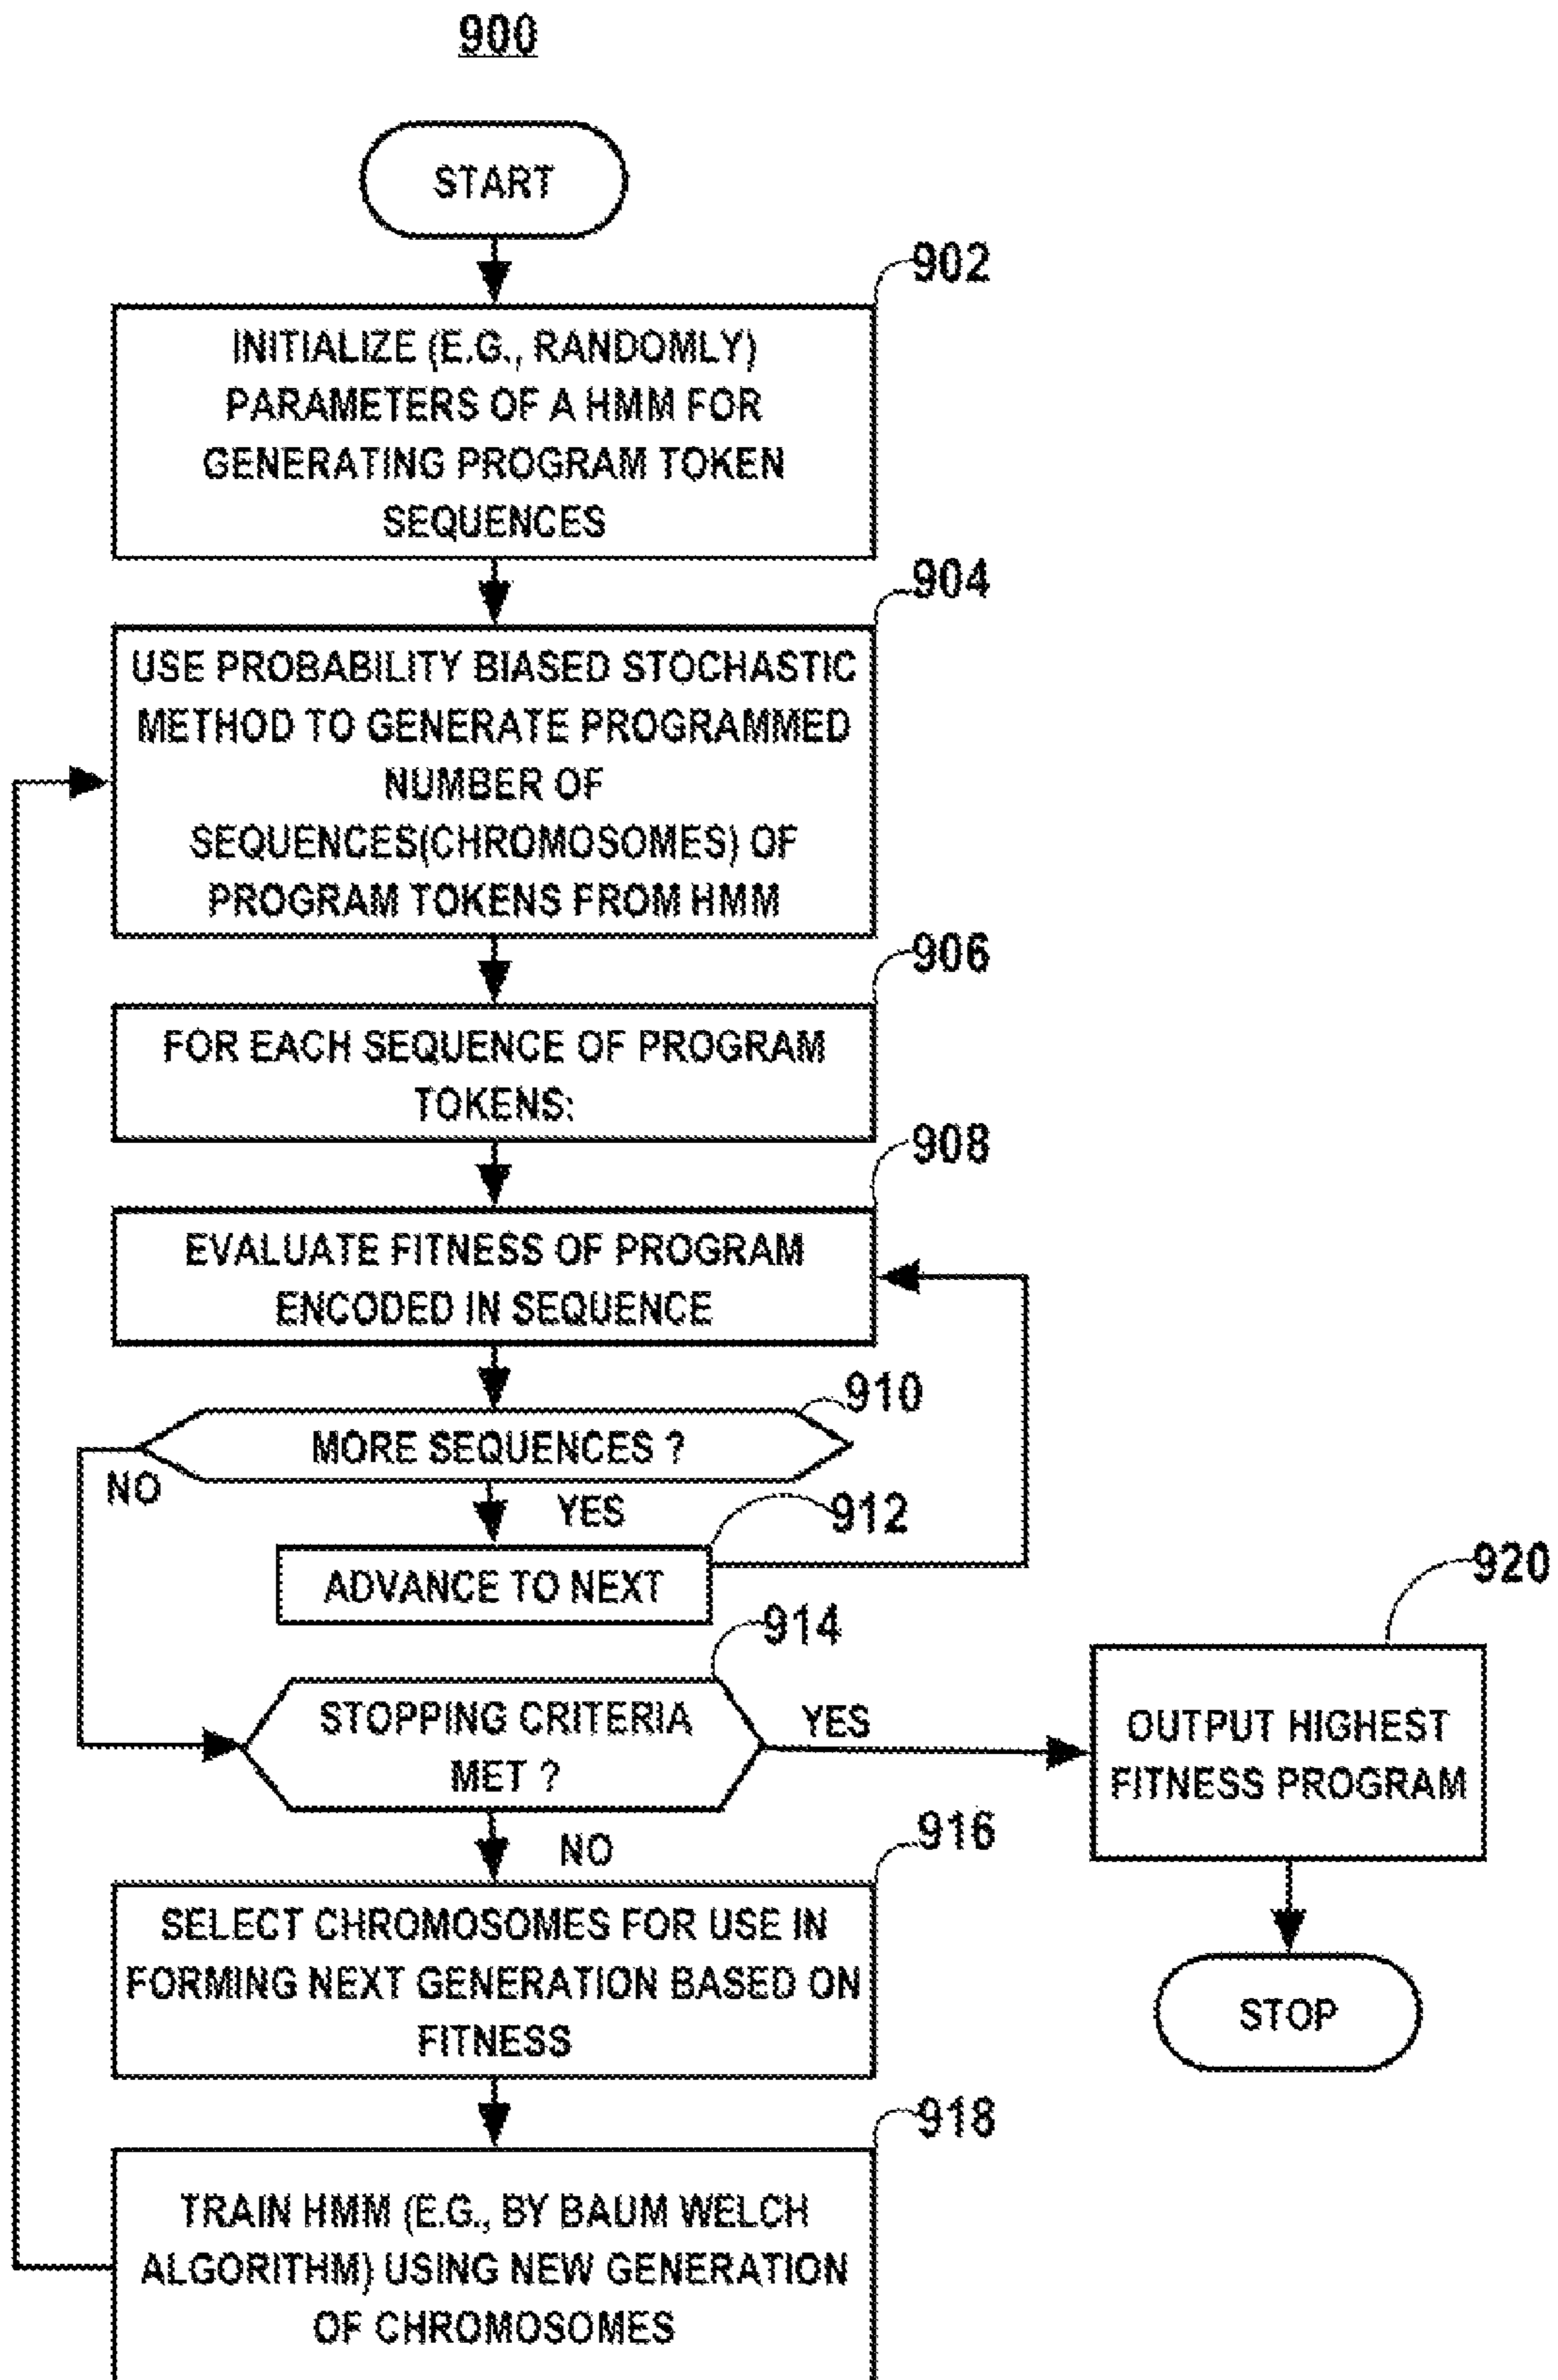 900
START
902
INITIALIZE (E.G., RANDOMLY)
PARAMETERS OF A HMM FOR
GENERATING PROGRAM TOKEN
SEQUENCES
904
USE PROBABILITY BIASED STOCHASTIC
METHOD TO GENERATE PROGRAMMED
NUMBER OF
SEQUENCES(CHROMOSOMES) OF
PROGRAM TOKENS FROM HMM
906
FOR EACH SEQUENCE OF PROGRAM
TOKENS:
908
EVALUATE FITNESS OF PROGRAM
ENCODED IN SEQUENCE
910
MORE SEQUENCES ?
NO
YES
912
ADVANCE TO NEXT
914
STOPPING CRITERIA
MET ?
YES
920
OUTPUT HIGHEST
FITNESS PROGRAM
STOP
NO
916
SELECT CHROMOSOMES FOR USE IN
FORMING NEXT GENERATION BASED ON
FITNESS
918
TRAIN HMM (E.G., BY BAUM WELCH
ALGORITHM) USING NEW GENERATION
OF CHROMOSOMES